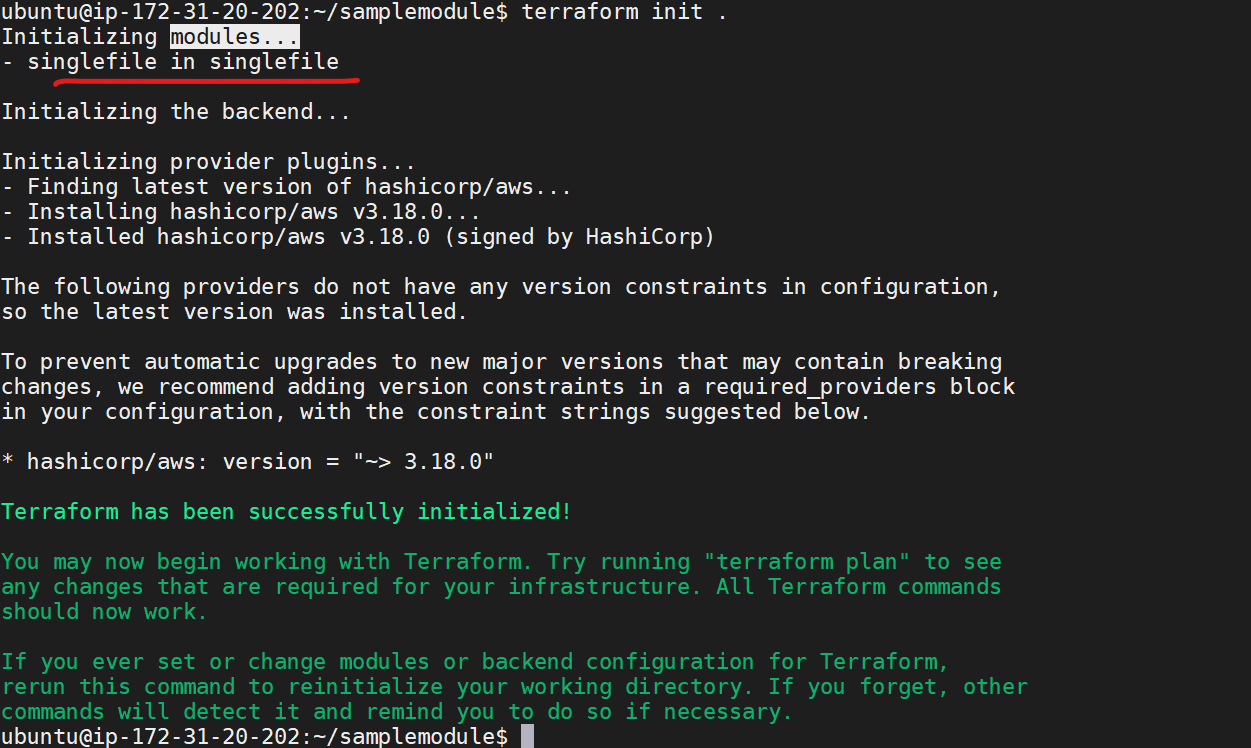 ubuntu@ip-172-31-20-202:~/samplemodule$ terraform init .
Initializing modules...
- singlefile in singlefile
Initializing the backend...
Initializing provider plugins...
- Finding latest version of hashicorp/aws...
- Installing hashicorp/aws v3.18.0...
- Installed hashicorp/aws v3.18.0 (signed by HashiCorp)
The following providers do not have any version constraints in configuration,
so the latest version was installed.
To prevent automatic upgrades to new major versions that may contain breaking
changes, we recommend adding version constraints in a required_providers block
in your configuration, with the constraint strings suggested below.
* hashicorp/aws: version = "~> 3.18.0"
Terraform has been successfully initialized!
You may now begin working with Terraform. Try running "terraform plan" to see
any changes that are required for your infrastructure. All Terraform commands
should now work.
If you ever set or change modules or backend configuration for Terraform,
rerun this command to reinitialize your working directory. If you forget, other
commands will detect it and remind you to do so if necessary.
ubuntu@ip-172-31-20-202:~/samplemodule$